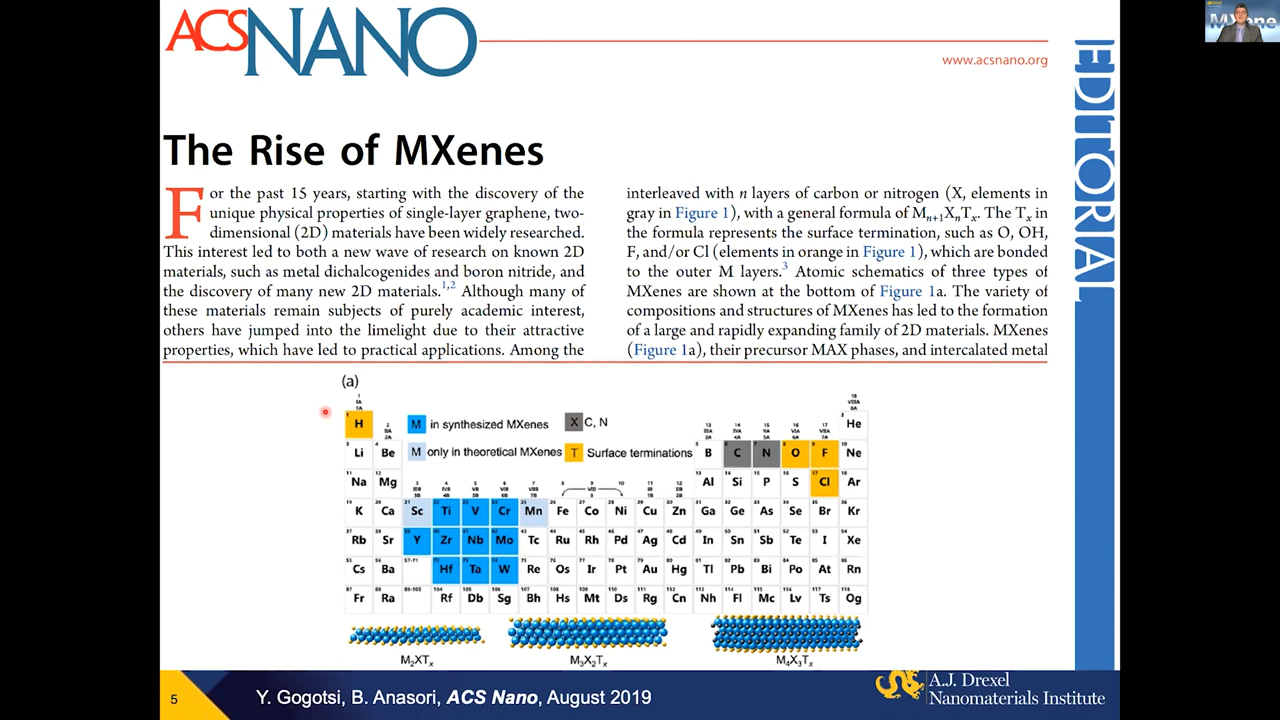 ACSNANO
www.acsnano.org
EDITORIAL
MXene
The Rise of MXenes
For the past 15 years, starting with the discovery of the
unique physical properties of single-layer graphene, two-
dimensional (2D) materials have been widely researched.
This interest led to both a new wave of research on known 2D
materials, such as metal dichalcogenides and boron nitride, and
the discovery of many new 2D materials.1,2 Although many of
these materials remain subjects of purely academic interest,
others have jumped into the limelight due to their attractive
properties, which have led to practical applications. Among the
interleaved with n layers of carbon or nitrogen (X, elements in
gray in Figure 1), with a general formula of Mn+1XnTx. The Tx in
the formula represents the surface termination, such as O, OH,
F, and/or Cl (elements in orange in Figure 1), which are bonded
to the outer M layers.3 Atomic schematics of three types of
MXenes are shown at the bottom of Figure 1a. The variety of
compositions and structures of MXenes has led to the formation
of a large and rapidly expanding family of 2D materials. MXenes
(Figure 1a), their precursor MAX phases, and intercalated metal
(a)
M in synthesized MXenes
X C, N
M only in theoretical MXenes
T Surface terminations
H He
Li Be B C N O F Ne
Na Mg Al Si P S Cl Ar
K Ca Sc Ti V Cr Mn Fe Co Ni Cu Zn Ga Ge As Se Br Kr
Rb Sr Y Zr Nb Mo Tc Ru Rh Pd Ag Cd In Sn Sb Te I Xe
Cs Ba 57-71 Hf Ta W Re Os Ir Pt Au Hg Tl Pb Bi Po At Rn
Fr Ra 89-103 Rf Db Sg Bh Hs Mt Ds Rg Cn Nh Fl Mc Lv Ts Og
M2XTx
M3X2Tx
M4X3Tx
5
Y. Gogotsi, B. Anasori, ACS Nano, August 2019
A.J. Drexel
Nanomaterials Institute